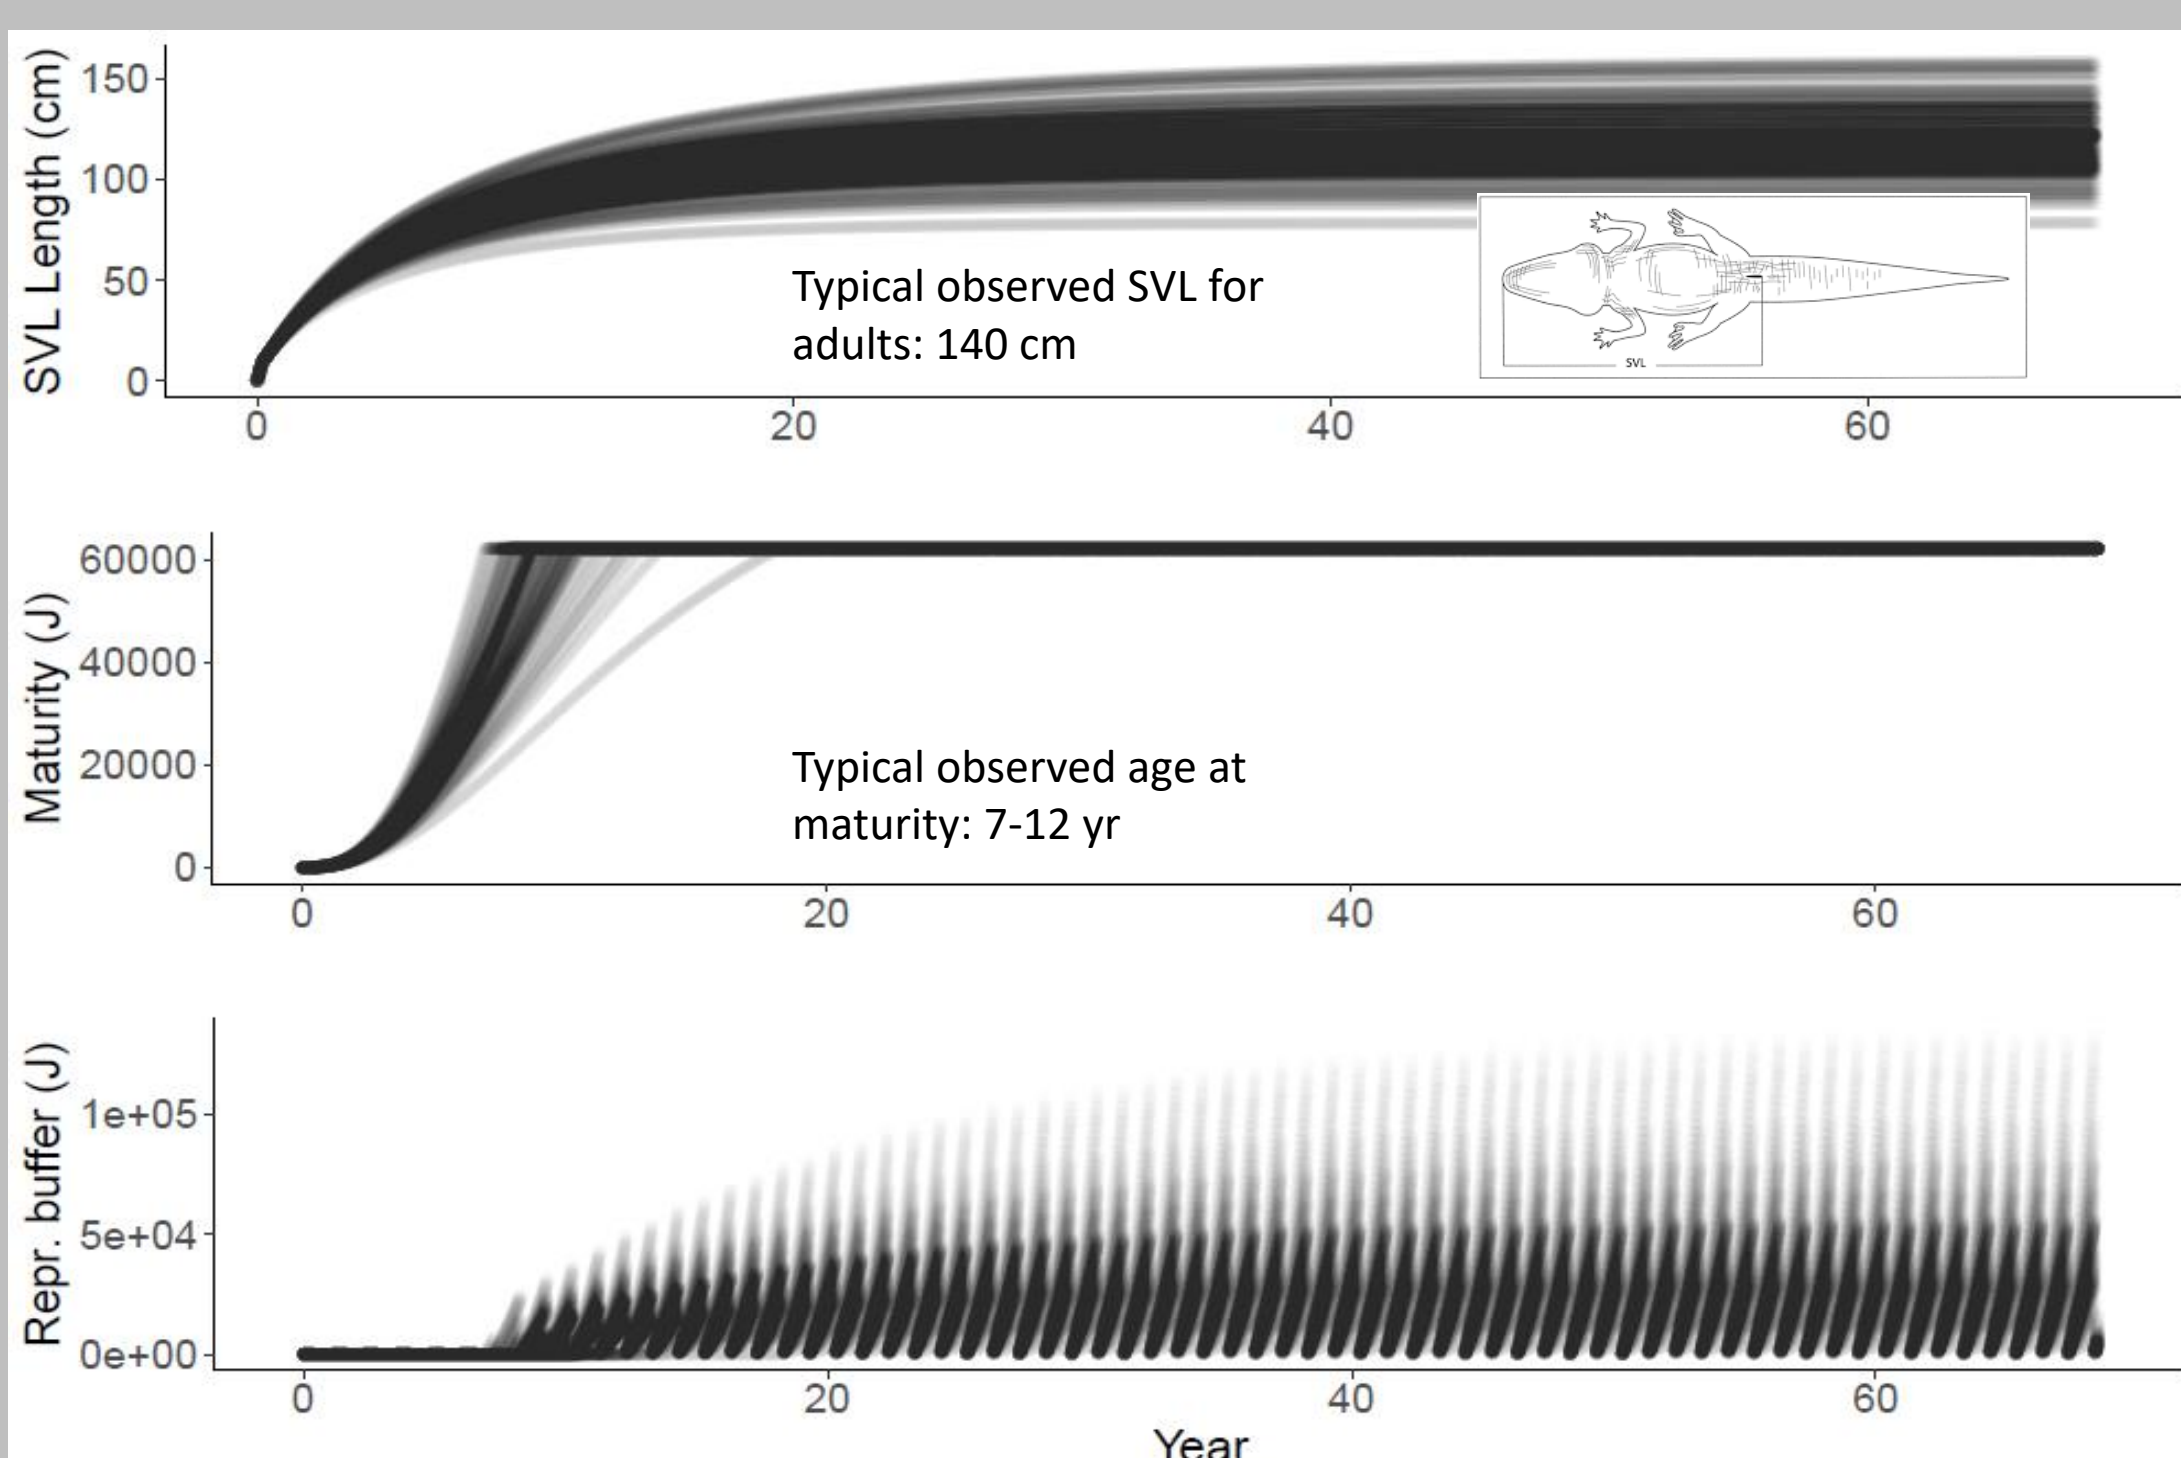 SVL Length (cm)
150
100
50
0
Typical observed SVL for
adults: 140 cm
SVL
0 20 40 60
Maturity (J)
60000
40000
20000
0
Typical observed age at
maturity: 7-12 yr
0 20 40 60
Repr. buffer (J)
1e+05
5e+04
0e+00
0 20 40 60
Year